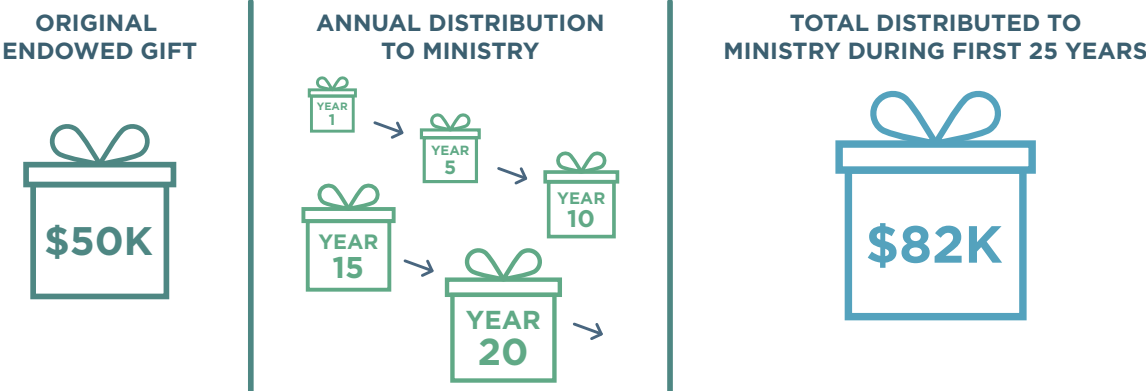 ORIGINAL
ENDOWED GIFT
$50K
ANNUAL DISTRIBUTION
TO MINISTRY
YEAR
1
YEAR
5
YEAR
10
YEAR
15
YEAR
20
TOTAL DISTRIBUTED TO
MINISTRY DURING FIRST 25 YEARS
$82K